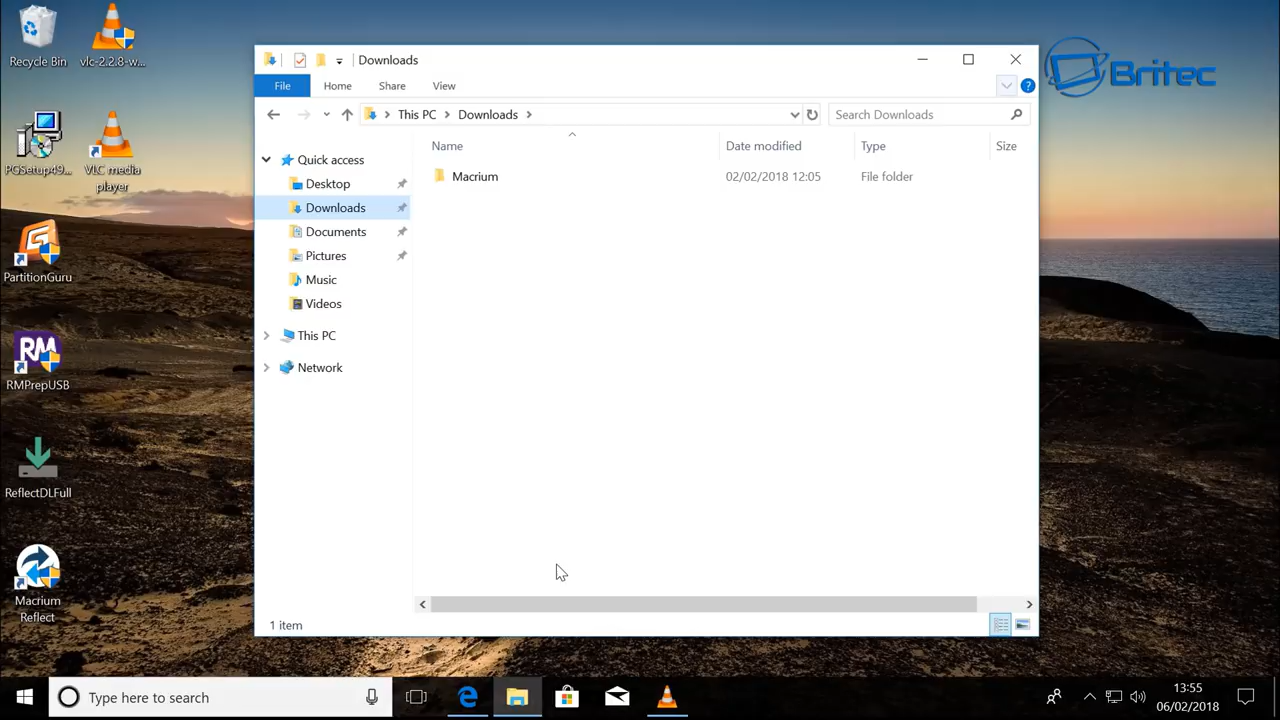 Recycle Bin
vlc-2.2.8-w...
PGSetup49...
VLC media
player
PartitionGuru
RMPrepUSB
ReflectDLFull
Macrium
Reflect
Downloads
File
Home
Share
View
This PC
Downloads
Search Downloads
Quick access
Desktop
Downloads
Documents
Pictures
Music
Videos
This PC
Network
Name
Date modified
Type
Size
Macrium
02/02/2018 12:05
File folder
1 item
Britec
RM
Type here to search
13:55
06/02/2018